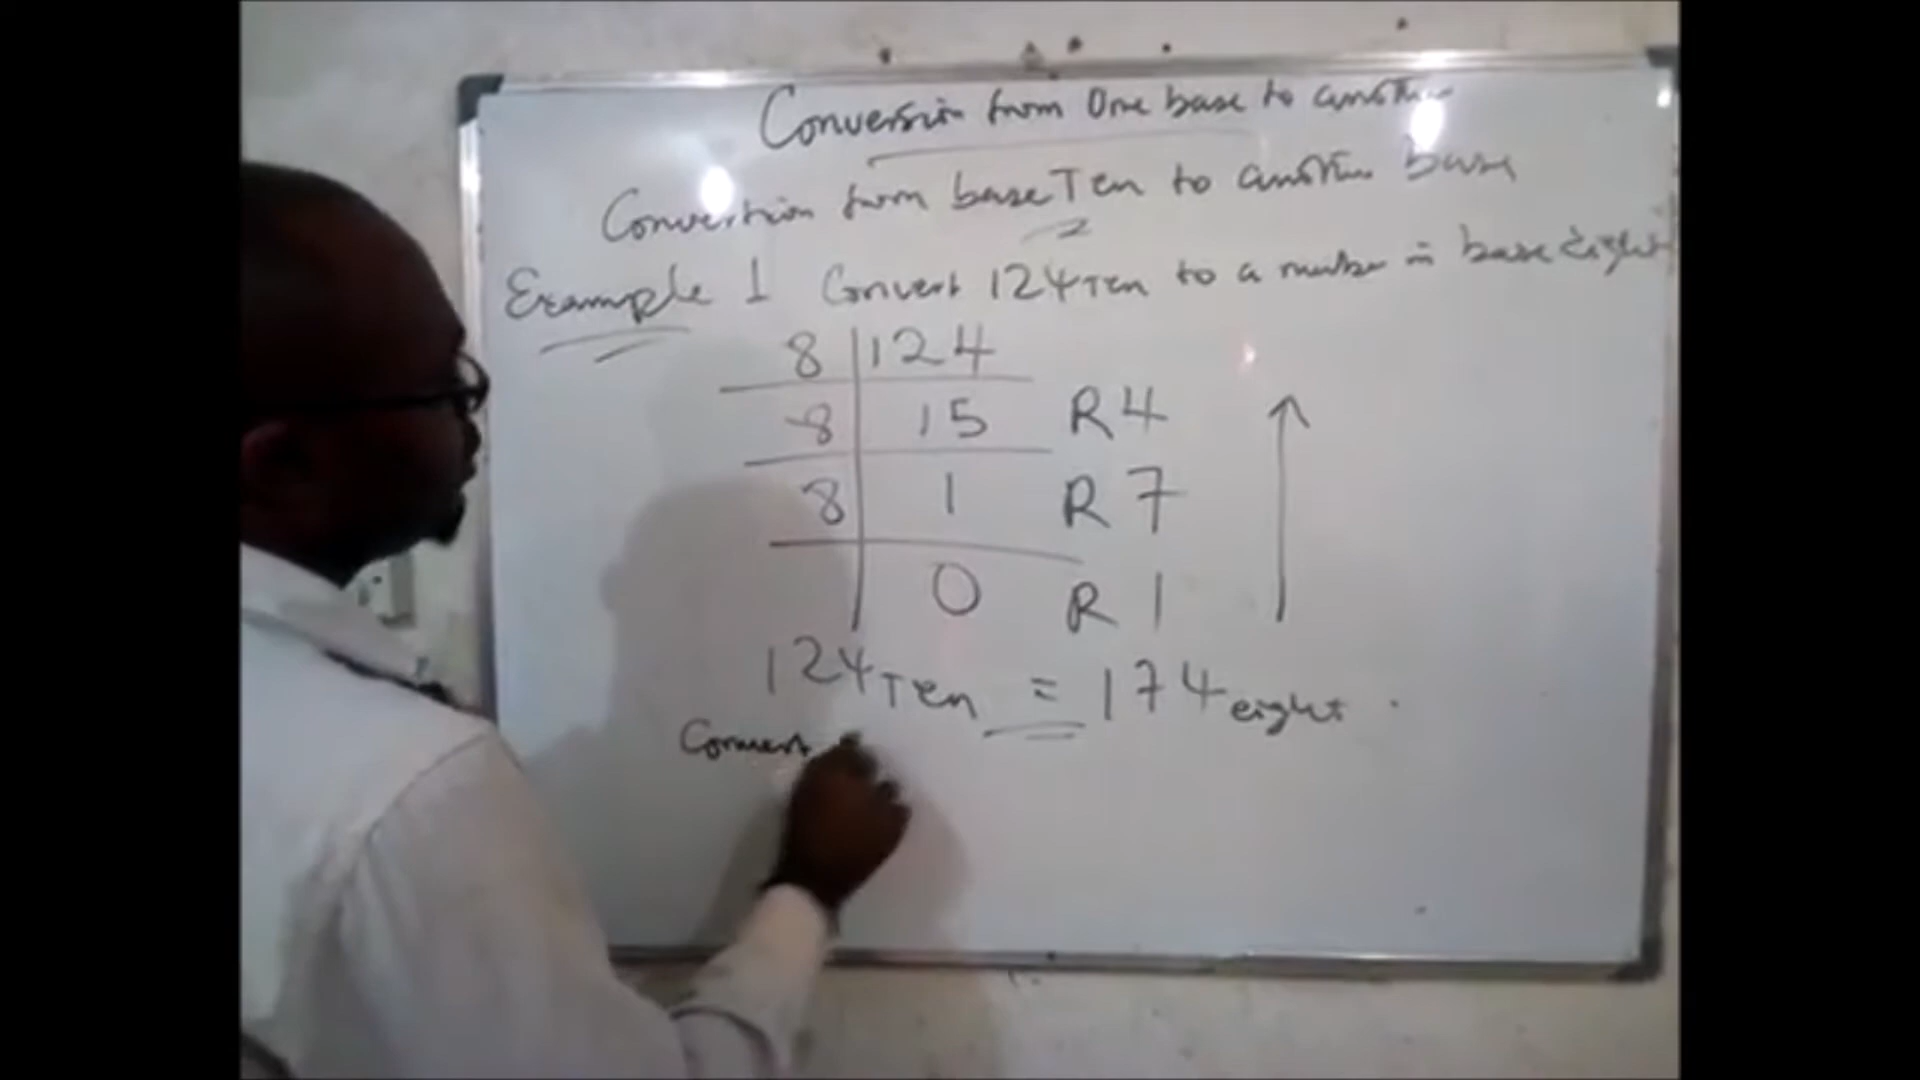 Conversion from One base to another
Convertion from base Ten to another base
Example 1 Convert 124Ten to a number in base Eight
8 124
8 15 R4
8 1 R7
0 R1
124Ten = 174eight.
Convert